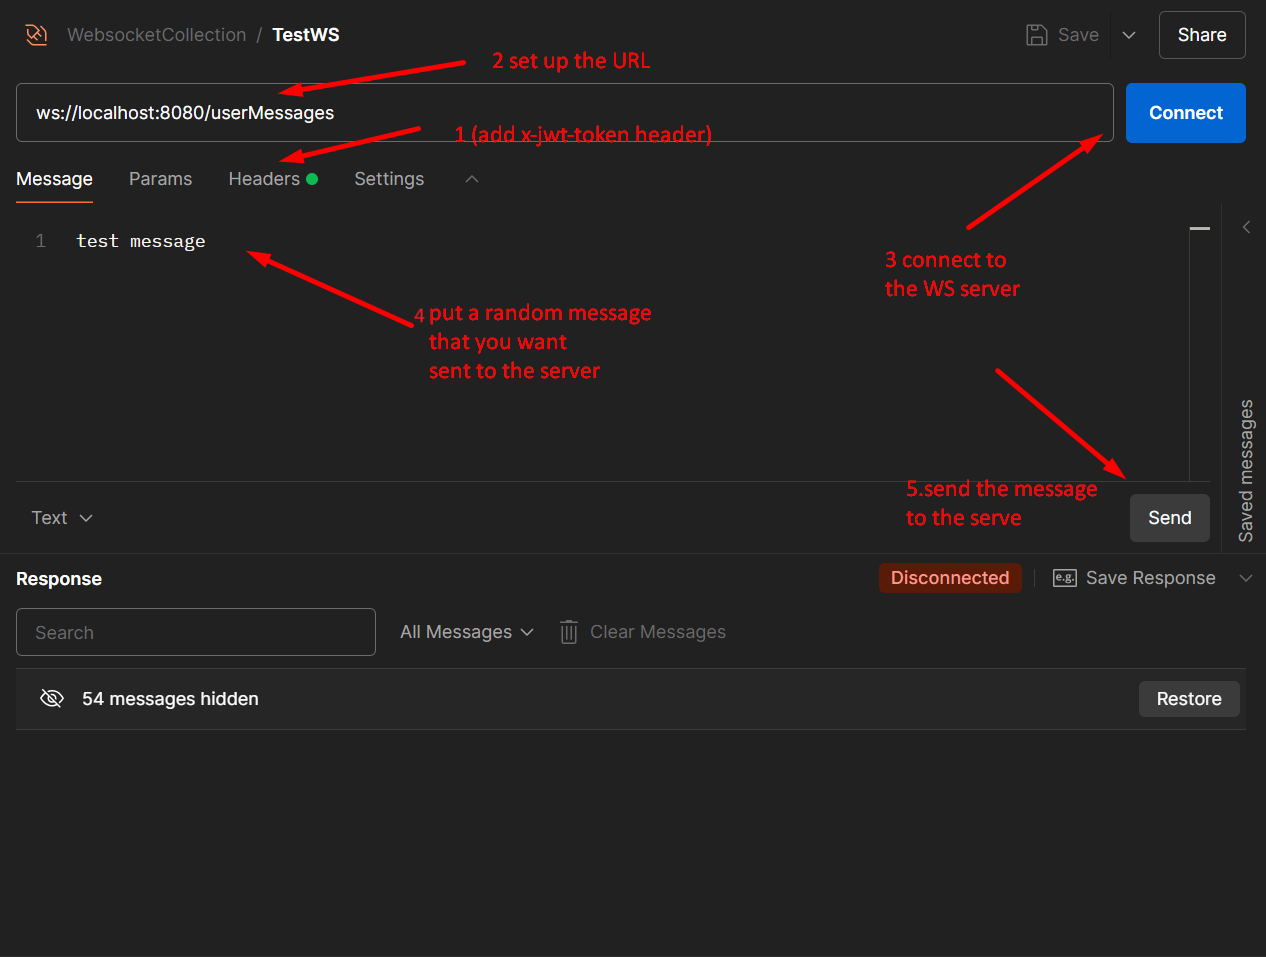 WebsocketCollection / TestWS
Save
Share
2 set up the URL
ws://localhost:8080/userMessages
Connect
1 (add x-jwt-token header)
Message Params Headers Settings
1 test message
3 connect to
the WS server
4 put a random message
that you want
sent to the server
Saved messages
5.send the message
to the serve
Text
Send
Response
Disconnected
e.g. Save Response
Search
All Messages
Clear Messages
54 messages hidden
Restore